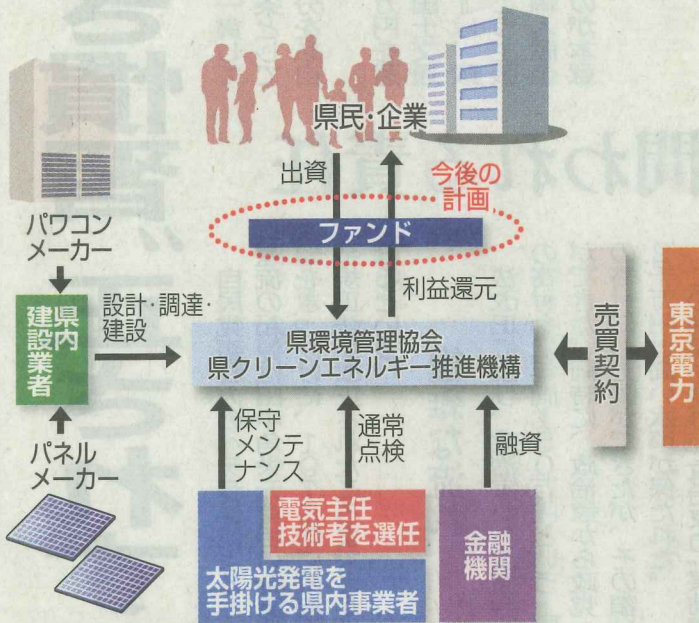 県民・企業
出資
今後の
計画
ファンド
利益還元
パワコン
メーカー
県内
建設業者
設計・調達・
建設
パネル
メーカー
県環境管理協会
県クリーンエネルギー推進機構
売買契約
東京電力
保守
メンテ
ナンス
通常
点検
融資
電気主任
技術者を選任
太陽光発電を
手掛ける県内事業者
金融
機関
問われ